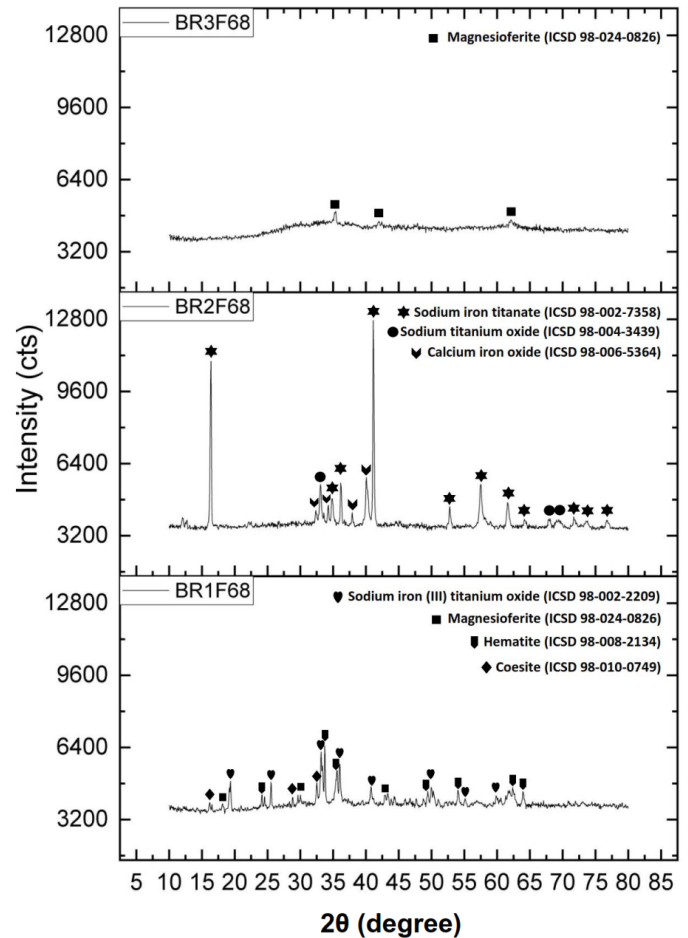 BR3F68
Magnesioferite (ICSD 98-024-0826)
12800
9600
6400
3200
BR2F68
Sodium iron titanate (ICSD 98-002-7358)
Sodium titanium oxide (ICSD 98-004-3439)
Calcium iron oxide (ICSD 98-006-5364)
12800
9600
6400
3200
Intensity (cts)
BR1F68
Sodium iron (III) titanium oxide (ICSD 98-002-2209)
Magnesioferite (ICSD 98-024-0826)
Hematite (ICSD 98-008-2134)
Coesite (ICSD 98-010-0749)
12800
9600
6400
3200
5 10 15 20 25 30 35 40 45 50 55 60 65 70 75 80 85
2θ (degree)